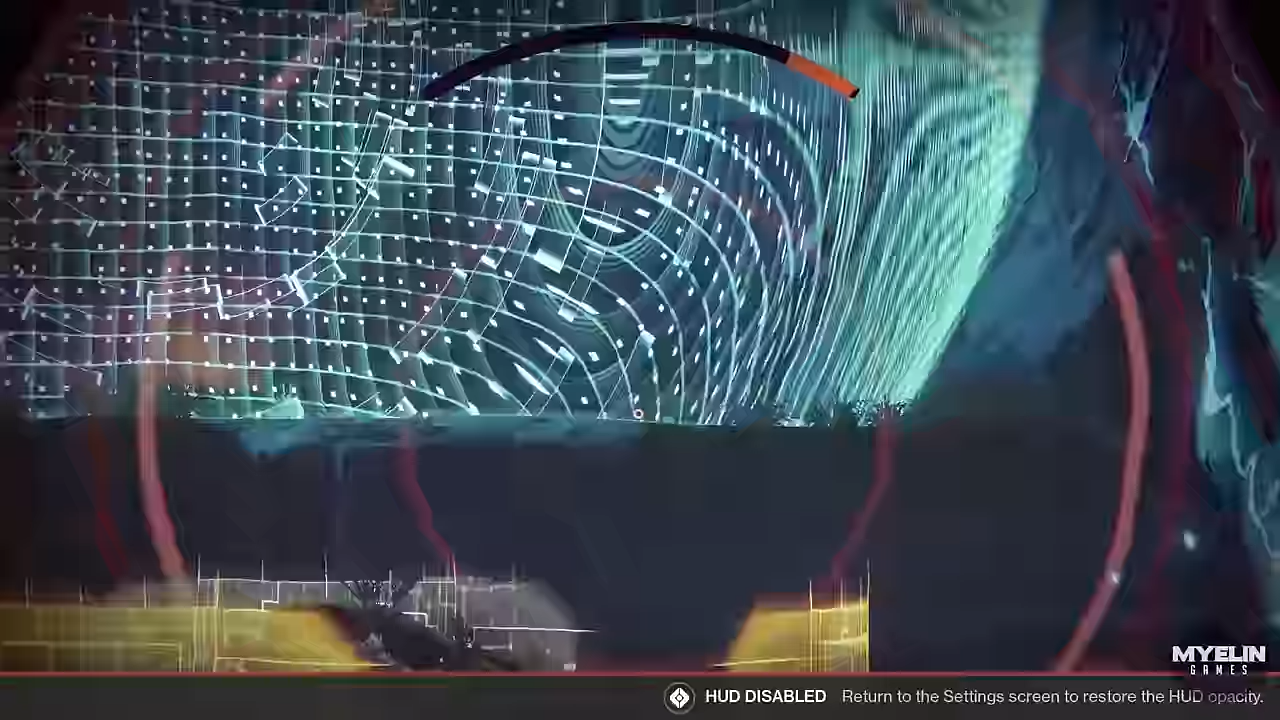 MYELIN
GAMES
HUD DISABLED Return to the Settings screen to restore the HUD opacity.